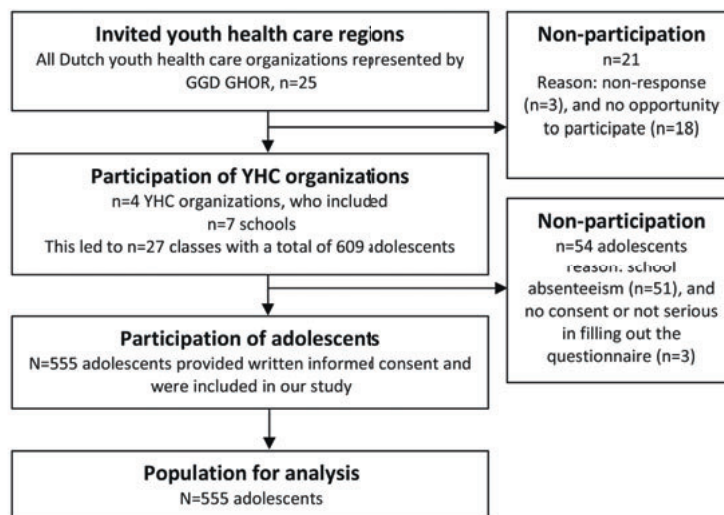 Invited youth health care regions
All Dutch youth health care organizations represented by
GGD GHOR, n=25
Non-participation
n=21
Reason: non-response
(n=3), and no opportunity
to participate (n=18)
Participation of YHC organizations
n=4 YHC organizations, who included
n=7 schools
This led to n=27 classes with a total of 609 adolescents
Non-participation
n=54 adolescents
reason: school
absenteeism (n=51), and
no consent or not serious
in filling out the
questionnaire (n=3)
Participation of adolescents
N=555 adolescents provided written informed consent and
were included in our study
Population for analysis
N=555 adolescents